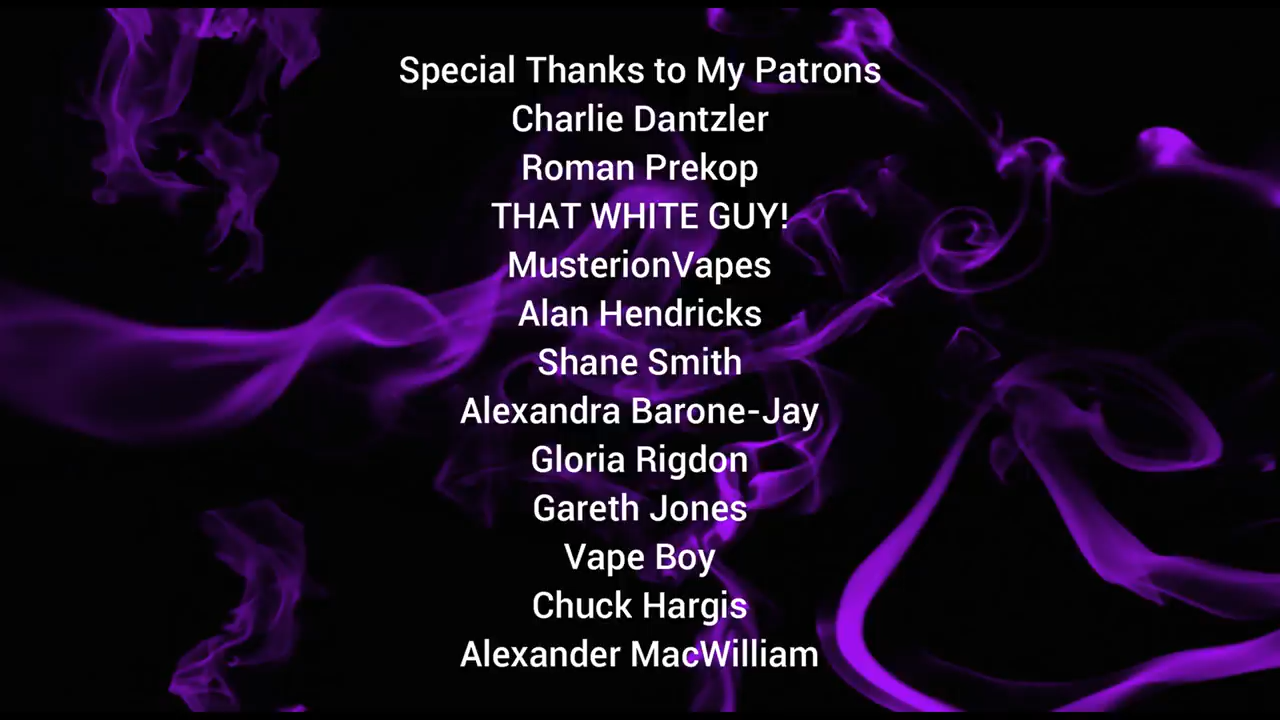 Special Thanks to My Patrons
Charlie Dantzler
Roman Prekop
THAT WHITE GUY!
MusterionVapes
Alan Hendricks
Shane Smith
Alexandra Barone-Jay
Gloria Rigdon
Gareth Jones
Vape Boy
Chuck Hargis
Alexander MacWilliam